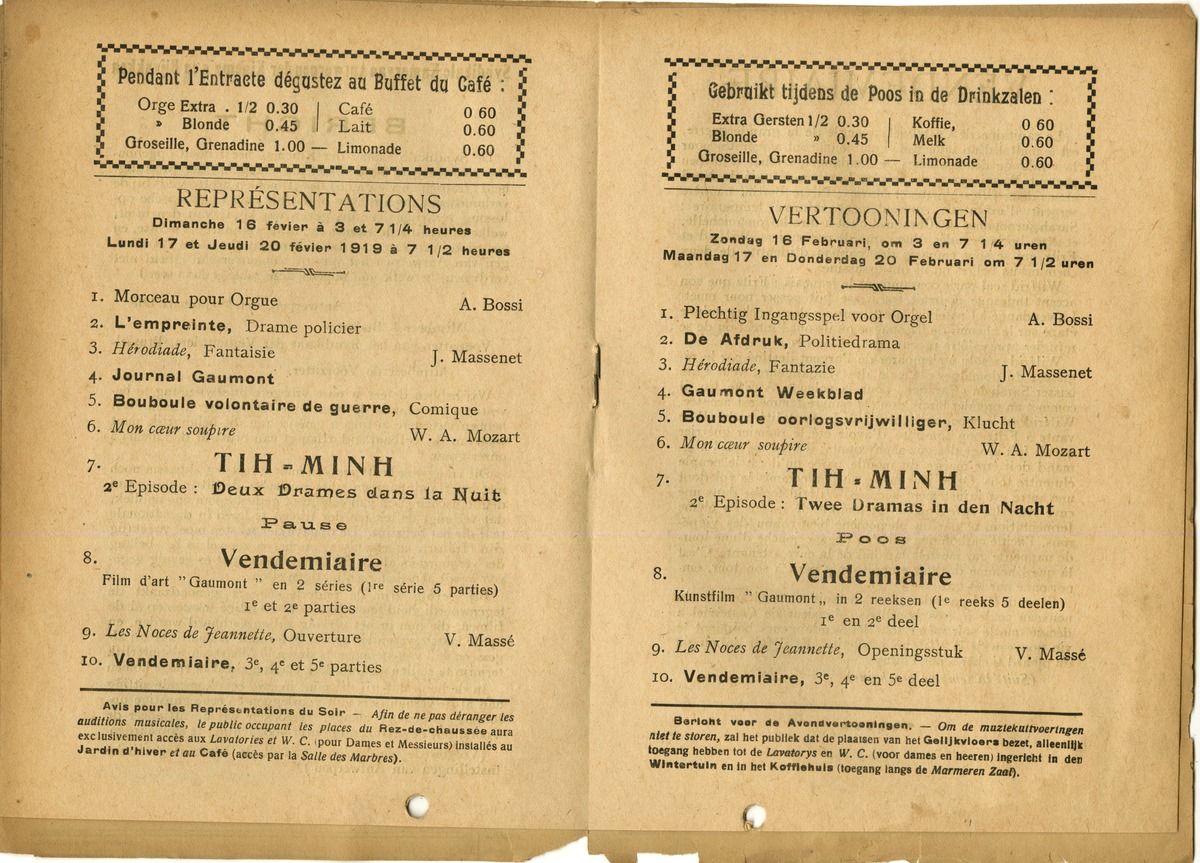 Pendant l'Entracte dégustez au Buffet du Café :
Orge Extra . 1/2 0.30 | Café 0 60
» Blonde 0.45 | Lait 0.60
Groseille, Grenadine 1.00 — Limonade 0.60
REPRÉSENTATIONS
Dimanche 16 févier à 3 et 7 1/4 heures
Lundi 17 et Jeudi 20 févier 1919 à 7 1/2 heures
1. Morceau pour Orgue A. Bossi
2. L'empreinte, Drame policier
3. Hérodiade, Fantaisie J. Massenet
4. Journal Gaumont
5. Bouboule volontaire de guerre, Comique
6. Mon cœur soupire W. A. Mozart
7. TIH-MINH
2e Episode : Deux Drames dans la Nuit
Pause
8. Vendemiaire
Film d'art "Gaumont " en 2 séries (1re série 5 parties)
1e et 2e parties
9. Les Noces de Jeannette, Ouverture V. Massé
10. Vendemiaire, 3e, 4e et 5e parties
Avis pour les Représentations du Soir — Afin de ne pas déranger les
auditions musicales, le public occupant les places du Rez-de-chaussée aura
exclusivement accès aux Lavatories et W. C. (pour Dames et Messieurs) installés au
Jardin d'hiver et au Café (accès par la Salle des Marbres).
Gebruikt tijdens de Poos in de Drinkzalen :
Extra Gersten 1/2 0.30 | Koffie, 0 60
Blonde » 0.45 | Melk 0.60
Groseille, Grenadine 1.00 — Limonade 0.60
VERTOONINGEN
Zondag 16 Februari, om 3 en 7 1 4 uren
Maandag 17 en Donderdag 20 Februari om 7 1/2 uren
1. Plechtig Ingangsspel voor Orgel A. Bossi
2. De Afdruk, Politiedrama
3. Hérodiade, Fantazie J. Massenet
4. Gaumont Weekblad
5. Bouboule oorlogsvrijwilliger, Klucht
6. Mon cœur soupire W. A. Mozart
7. TIH-MINH
2e Episode : Twee Dramas in den Nacht
Poos
8. Vendemiaire
Kunstfilm " Gaumont „ in 2 reeksen (1e reeks 5 deelen)
1e en 2e deel
9. Les Noces de Jeannette, Openingsstuk V. Massé
10. Vendemiaire, 3e, 4e en 5e deel
Bericht voor de Avondvertooningen. — Om de muziekuitvoeringen
niet te storen, zal het publiek dat de plaatsen van het Gelijkvloers bezet, alleenlijk
toegang hebben tot de Lavatorys en W. C. (voor dames en heeren) ingericht in den
Wintertuin en in het Koffiehuis (toegang langs de Marmeren Zaal).